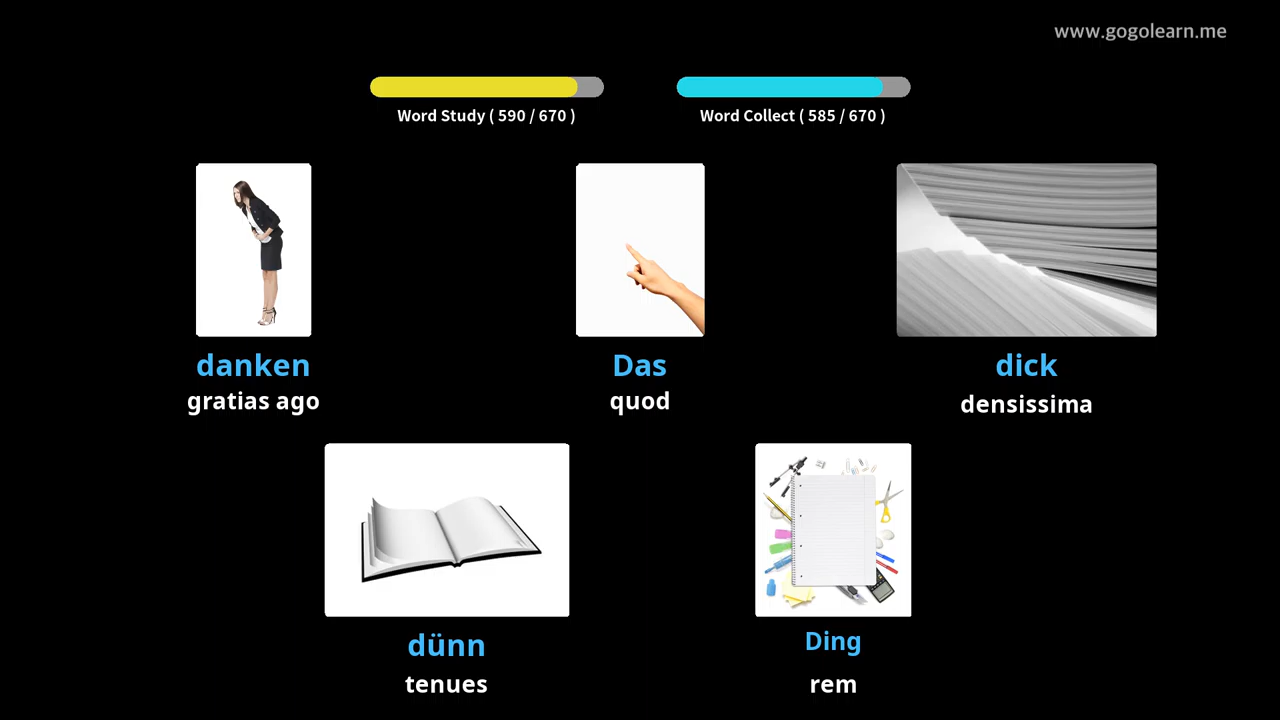 www.gogolearn.me
Word Study ( 590 / 670 )
Word Collect ( 585 / 670 )
danken
gratias ago
Das
quod
dick
densissima
dünn
tenues
Ding
rem